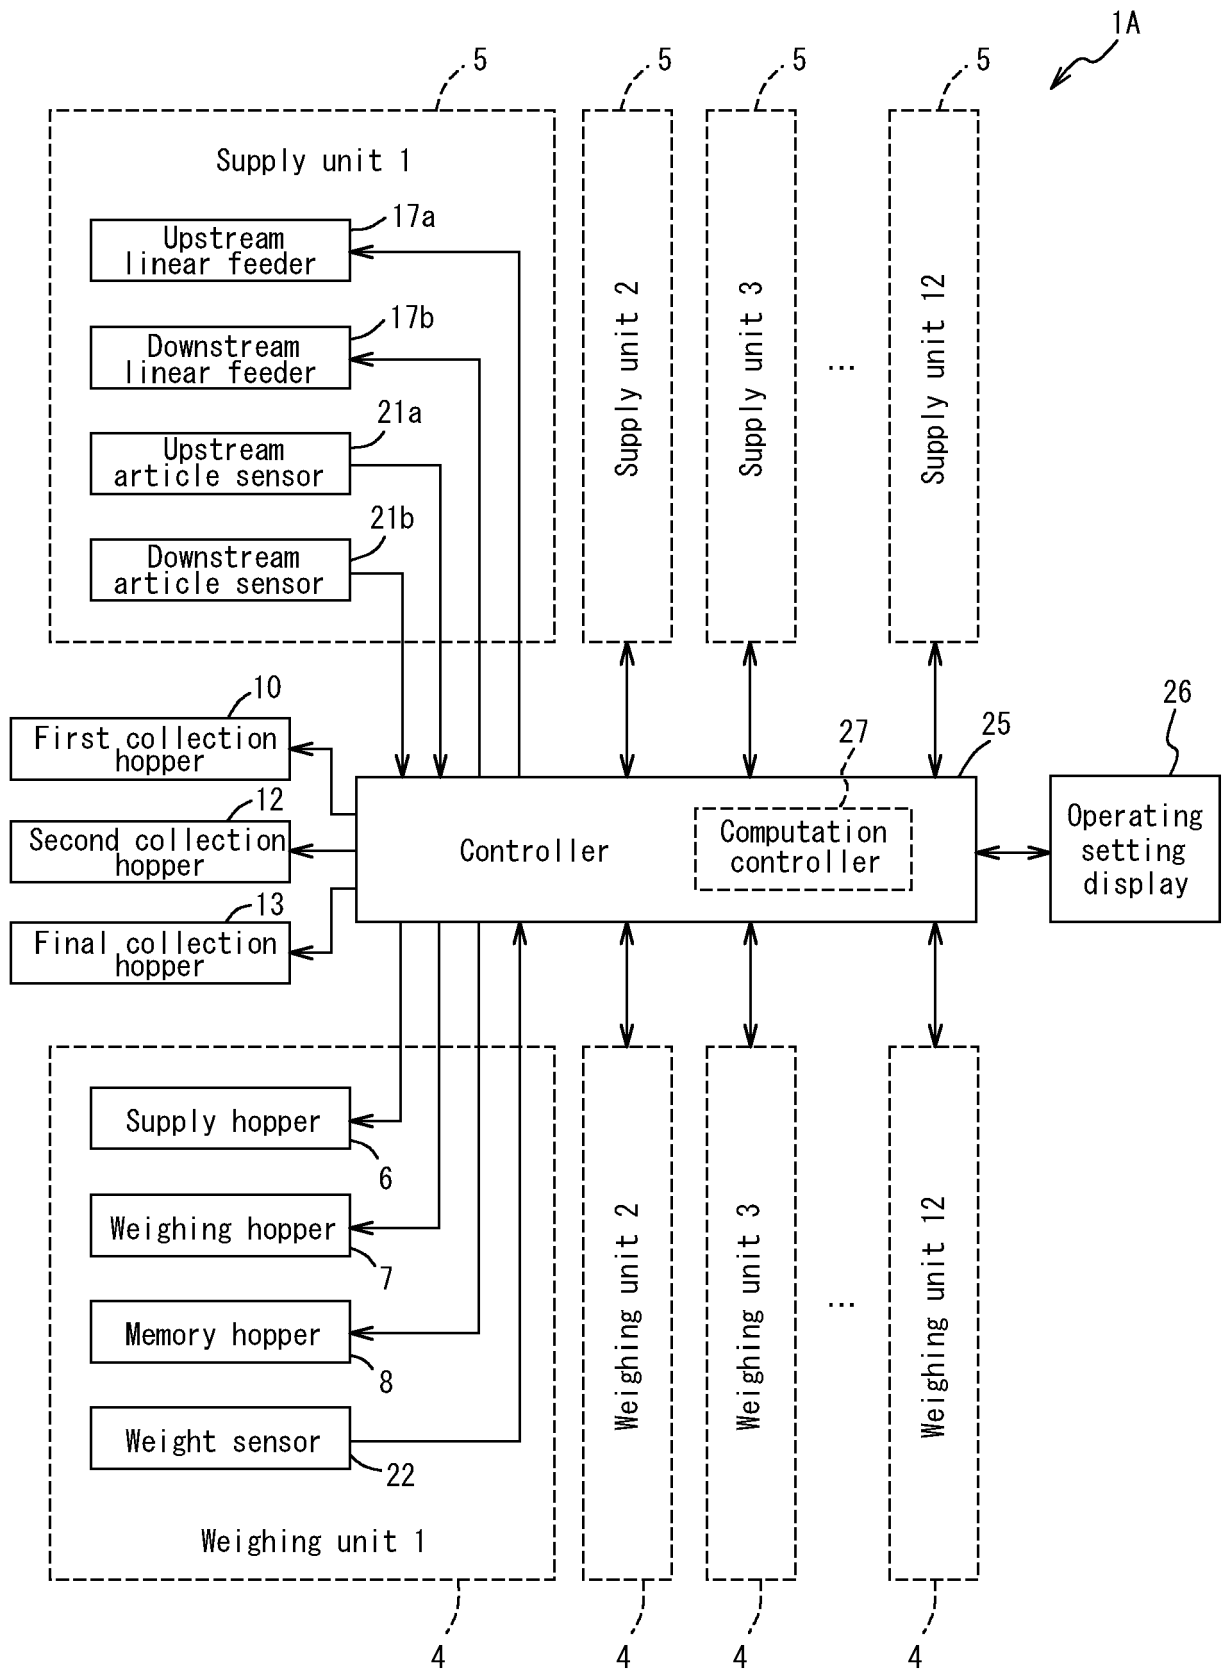 1A
5
5
5
5
Supply unit 1
17a
Upstream
linear feeder
17b
Downstream
linear feeder
21a
Upstream
article sensor
21b
Downstream
article sensor
Supply unit 2
Supply unit 3
...
Supply unit 12
10
First collection
hopper
12
Second collection
hopper
13
Final collection
hopper
Controller
27
Computation
controller
25
26
Operating
setting
display
Supply hopper
6
Weighing hopper
7
Memory hopper
8
Weight sensor
22
Weighing unit 1
Weighing unit 2
Weighing unit 3
...
Weighing unit 12
4
4
4
4